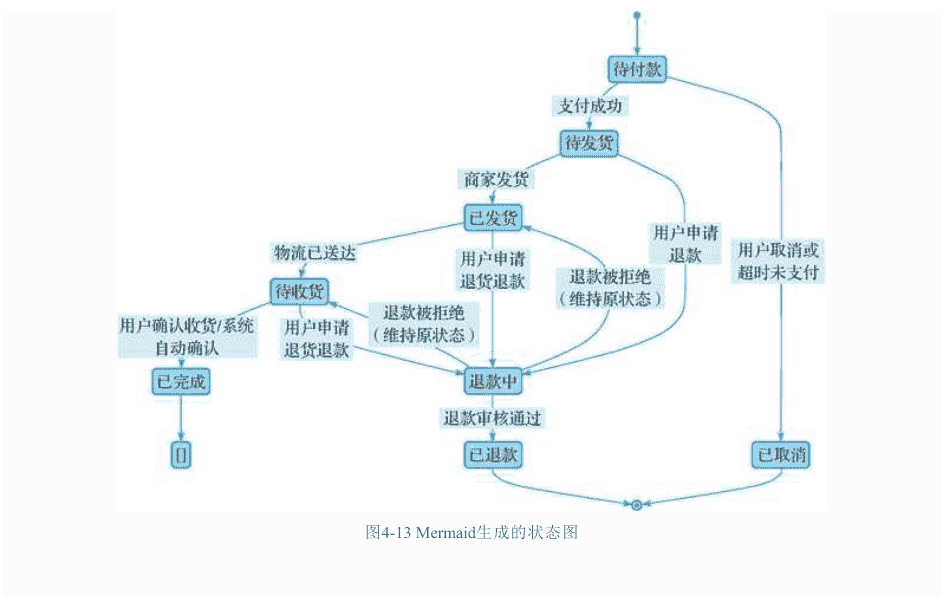 待付款
支付成功
待发货
商家发货
已发货
用户申请
退款
用户取消或
超时未支付
物流已送达
用户申请
退货退款
退款被拒绝
（维持原状态）
待收货
退款被拒绝
（维持原状态）
用户确认收货/系统
自动确认
用户申请
退货退款
已完成
退款中
退款审核通过
[]
已退款
已取消
图4-13 Mermaid生成的状态图